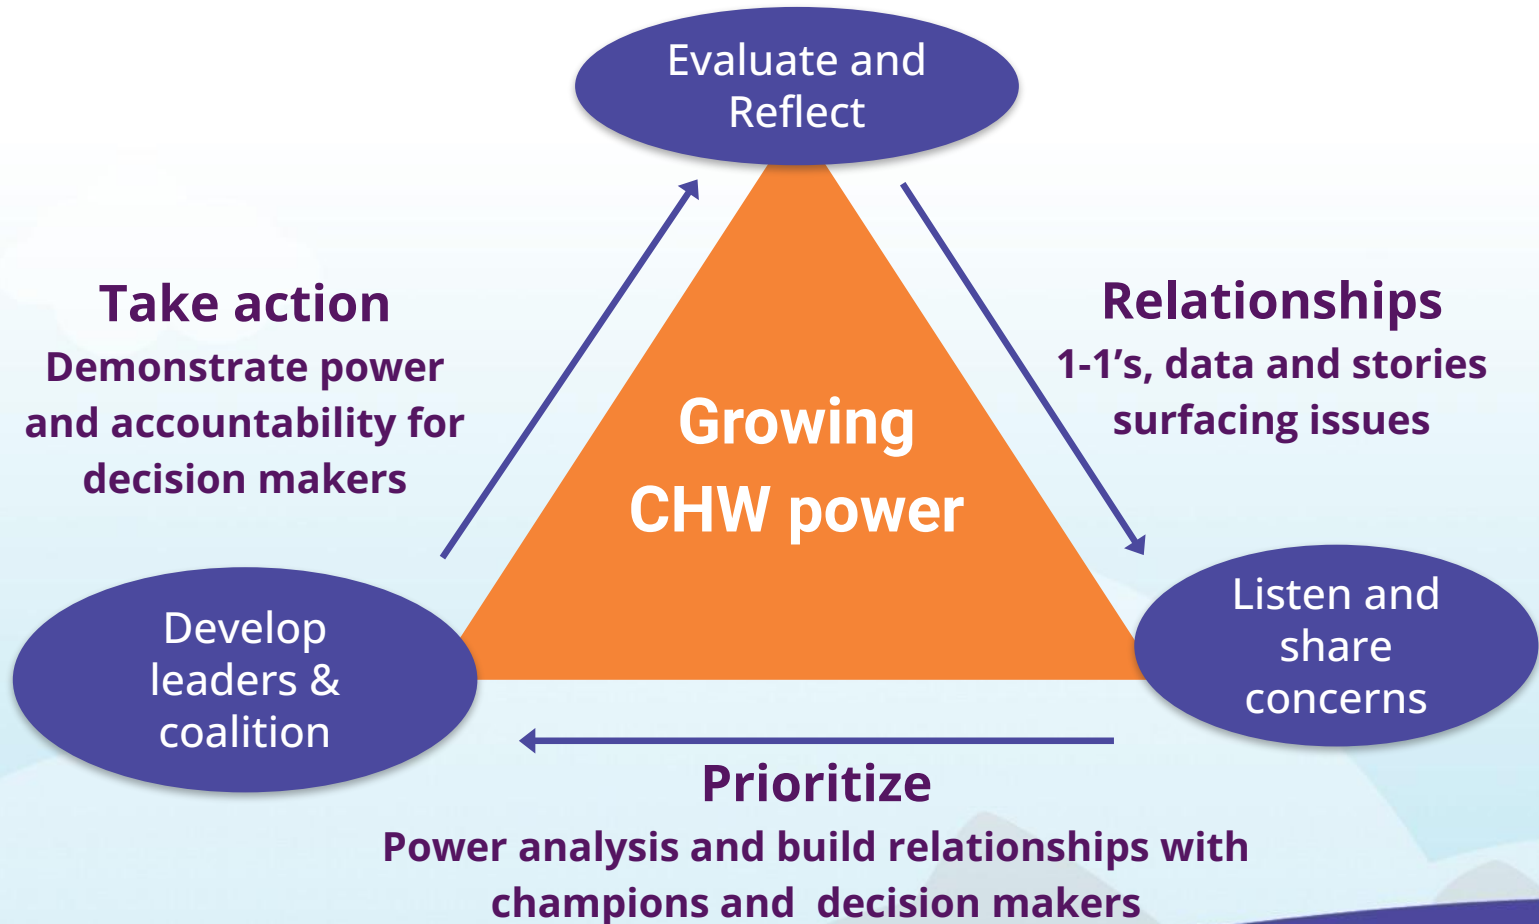 Evaluate and
Reflect
Take action
Demonstrate power
and accountability for
decision makers
Relationships
1-1’s, data and stories
surfacing issues
Growing
CHW power
Develop
leaders &
coalition
Listen and
share
concerns
Prioritize
Power analysis and build relationships with
champions and  decision makers